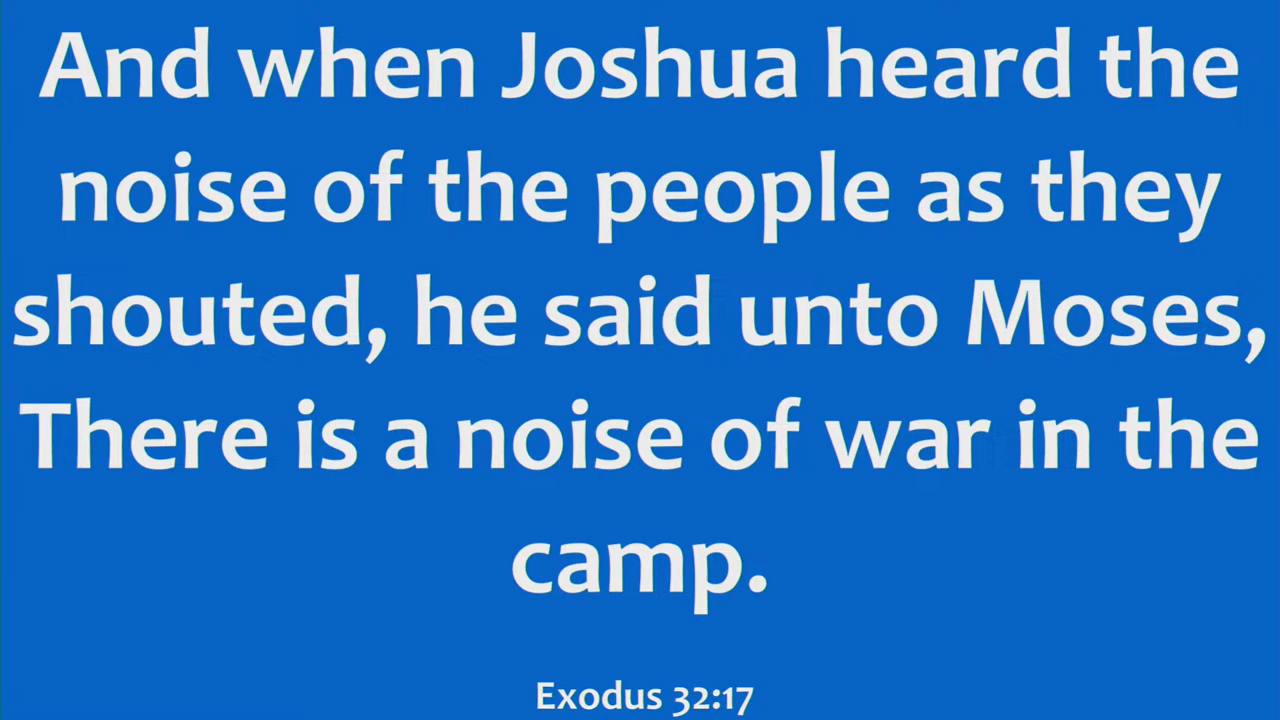 And when Joshua heard the
noise of the people as they
shouted, he said unto Moses,
There is a noise of war in the
camp.
Exodus 32:17